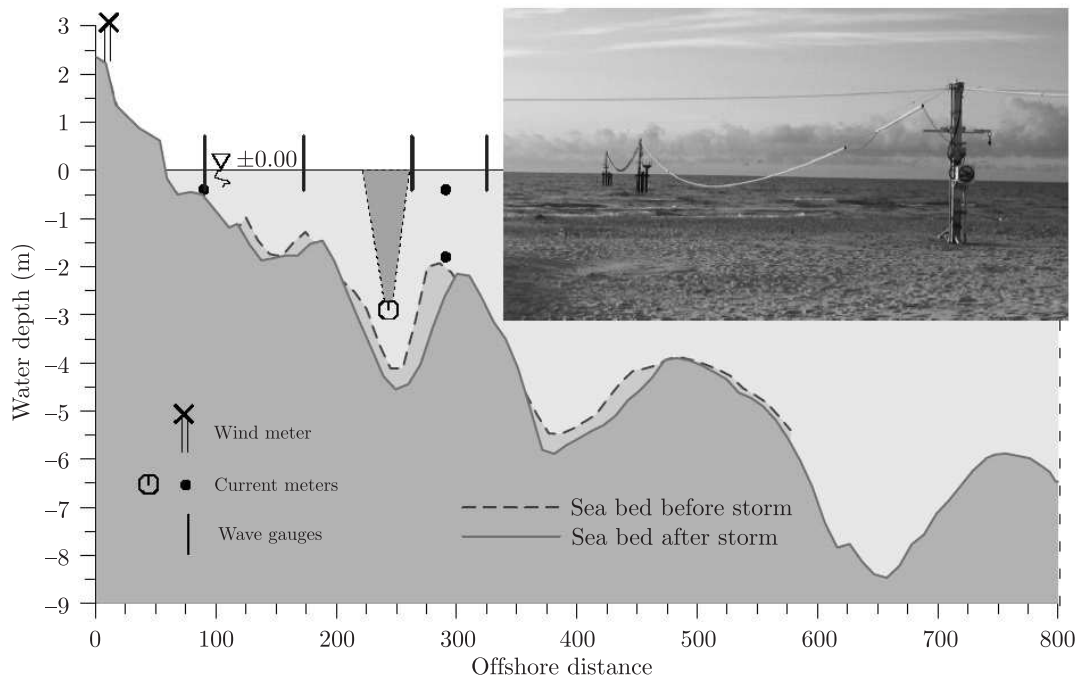 3
2
1
0
−1
−2
−3
−4
−5
−6
−7
−8
−9
Water depth (m)
±0.00
Wind meter
Current meters
Wave gauges
Sea bed before storm
Sea bed after storm
0 100 200 300 400 500 600 700 800
Offshore distance